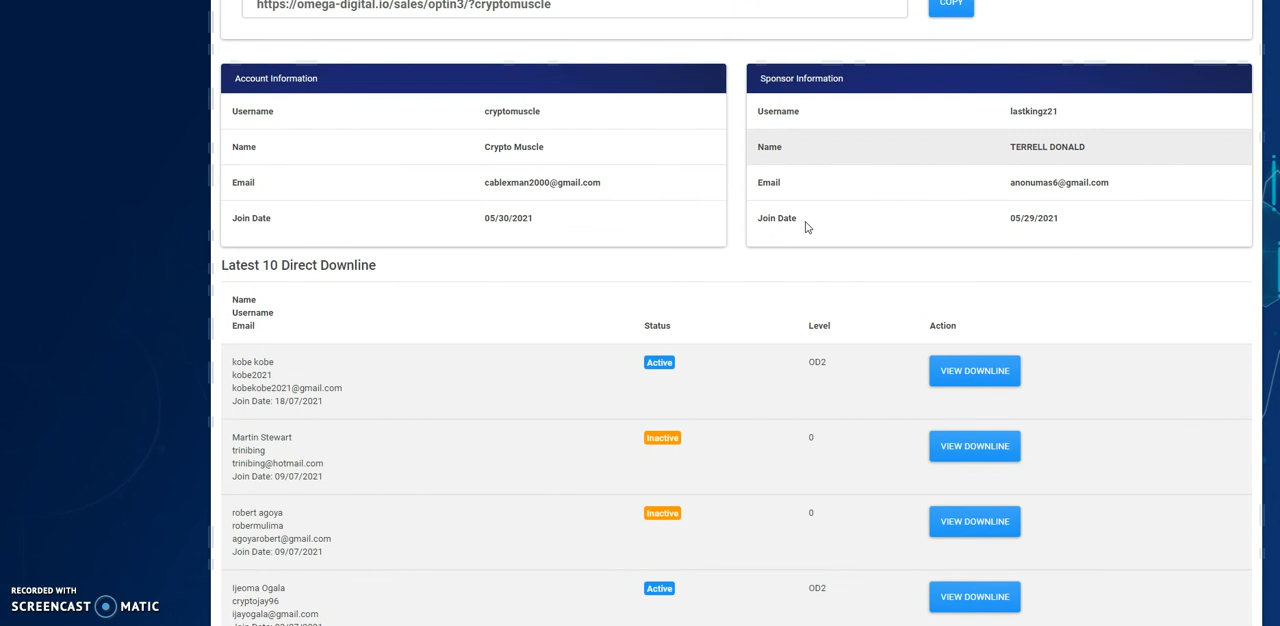 https://omega-digital.io/sales/optin3/?cryptomuscle
COPY
Account Information
Username cryptomuscle
Name Crypto Muscle
Email cablexman2000@gmail.com
Join Date 05/30/2021
Sponsor Information
Username lastkingz21
Name TERRELL DONALD
Email anonumas6@gmail.com
Join Date 05/29/2021
Latest 10 Direct Downline
Name
Username
Email Status Level Action
kobe kobe Active OD2 VIEW DOWNLINE
kobe2021
kobekobe2021@gmail.com
Join Date: 18/07/2021
Martin Stewart Inactive 0 VIEW DOWNLINE
trinibing
trinibing@hotmail.com
Join Date: 09/07/2021
robert agoya Inactive 0 VIEW DOWNLINE
robermulima
agoyarobert@gmail.com
Join Date: 09/07/2021
Ijeoma Ogala Active OD2 VIEW DOWNLINE
cryptojay96
ijayogala@gmail.com
RECORDED WITH
SCREENCAST MATIC